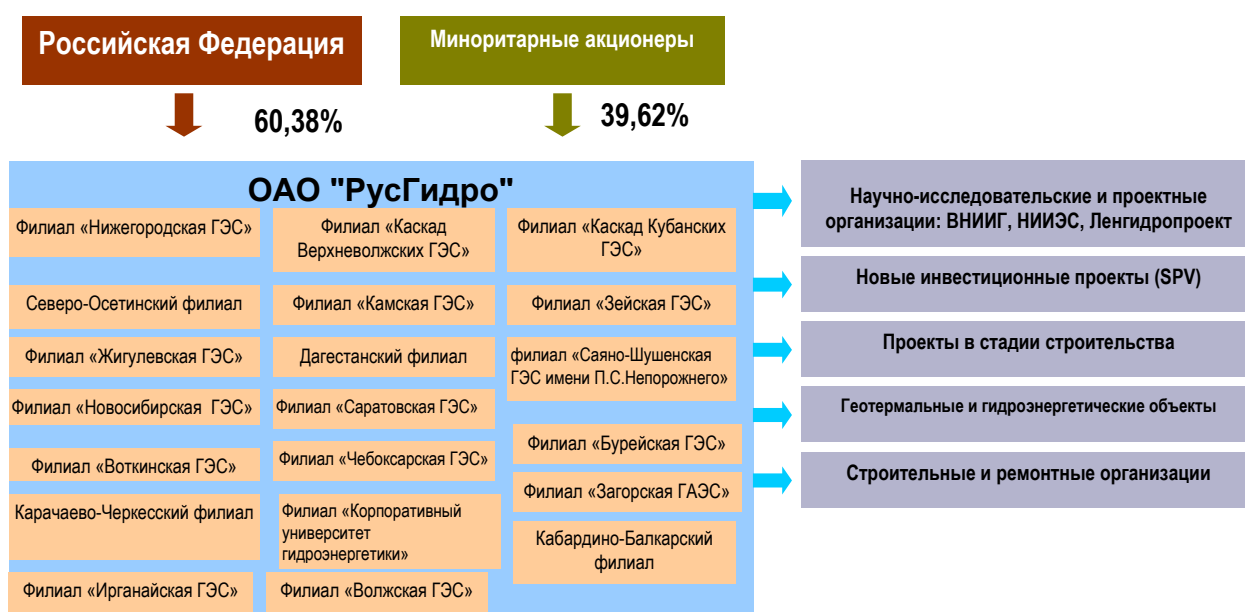 Российская Федерация
Миноритарные акционеры
60,38%
39,62%
ОАО "РусГидро"
Филиал «Нижегородская ГЭС»
Филиал «Каскад
Верхневолжских ГЭС»
Филиал «Каскад Кубанских
ГЭС»
Северо-Осетинский филиал
Филиал «Камская ГЭС»
Филиал «Зейская ГЭС»
Филиал «Жигулевская ГЭС»
Дагестанский филиал
филиал «Саяно-Шушенская
ГЭС имени П.С.Непорожнего»
Филиал «Новосибирская ГЭС»
Филиал «Саратовская ГЭС»
Филиал «Бурейская ГЭС»
Филиал «Воткинская ГЭС»
Филиал «Чебоксарская ГЭС»
Филиал «Загорская ГАЭС»
Карачаево-Черкесский филиал
Филиал «Корпоративный
университет
гидроэнергетики»
Кабардино-Балкарский
филиал
Филиал «Ирганайская ГЭС»
Филиал «Волжская ГЭС»
Научно-исследовательские и проектные
организации: ВНИИГ, НИИЭС, Ленгидропроект
Новые инвестиционные проекты (SPV)
Проекты в стадии строительства
Геотермальные и гидроэнергетические объекты
Строительные и ремонтные организации